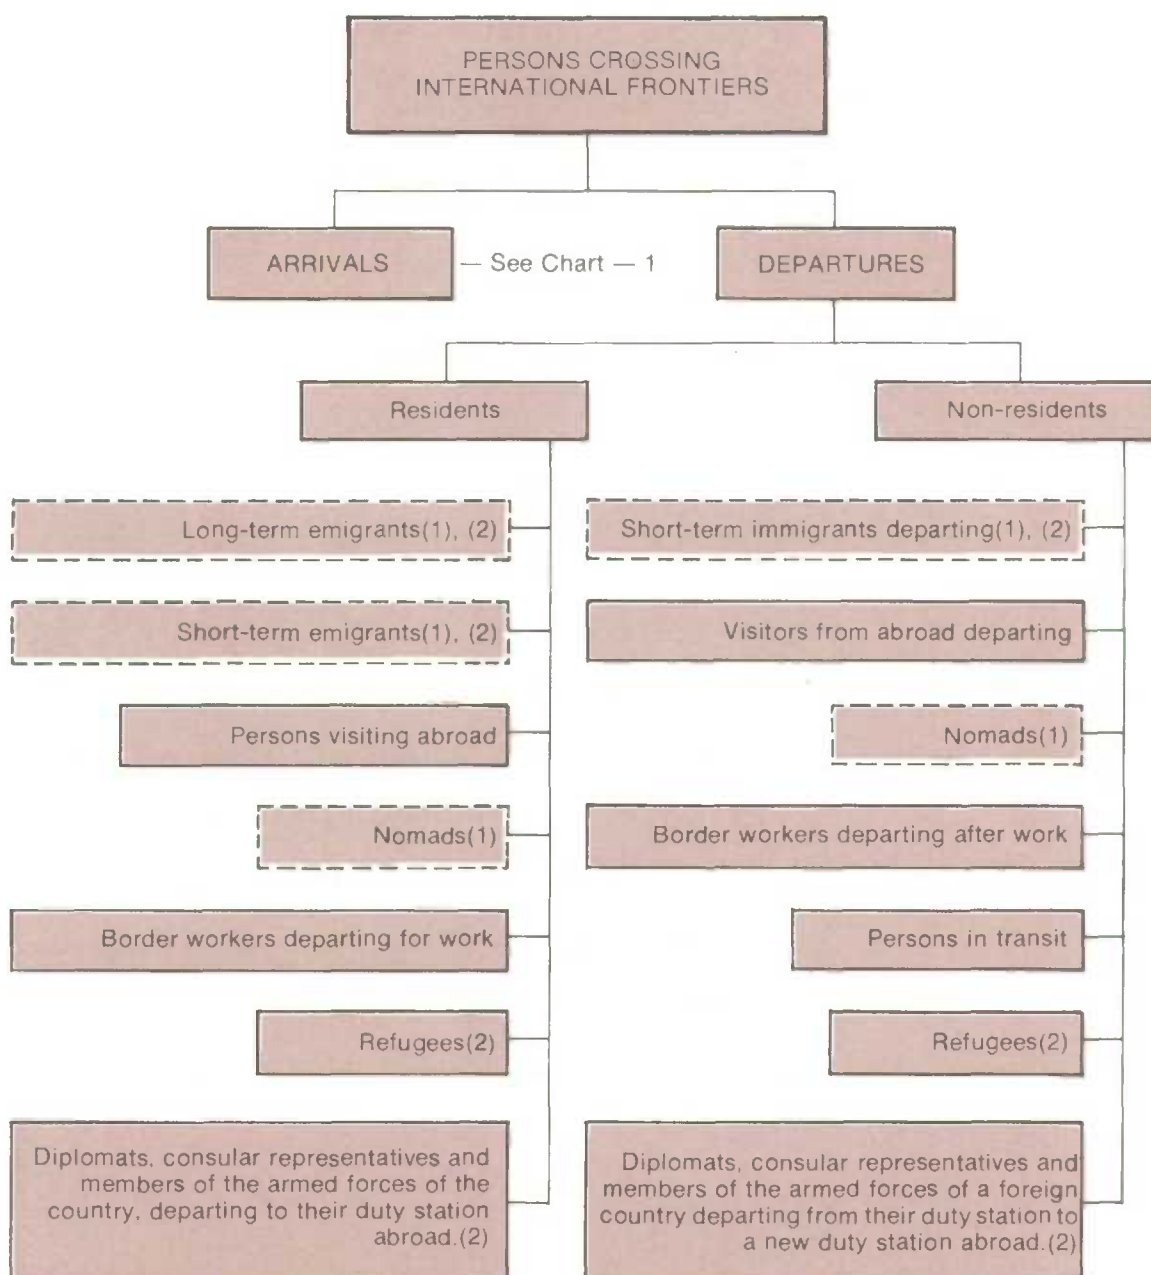 PERSONS CROSSING
INTERNATIONAL FRONTIERS
ARRIVALS
— See Chart — 1
DEPARTURES
Residents
Non-residents
Long-term emigrants(1), (2)
Short-term emigrants(1), (2)
Persons visiting abroad
Nomads(1)
Border workers departing for work
Refugees(2)
Diplomats, consular representatives and
members of the armed forces of the
country, departing to their duty station
abroad.(2)
Short-term immigrants departing(1), (2)
Visitors from abroad departing
Nomads(1)
Border workers departing after work
Persons in transit
Refugees(2)
Diplomats, consular representatives and
members of the armed forces of a foreign
country departing from their duty station to
a new duty station abroad.(2)